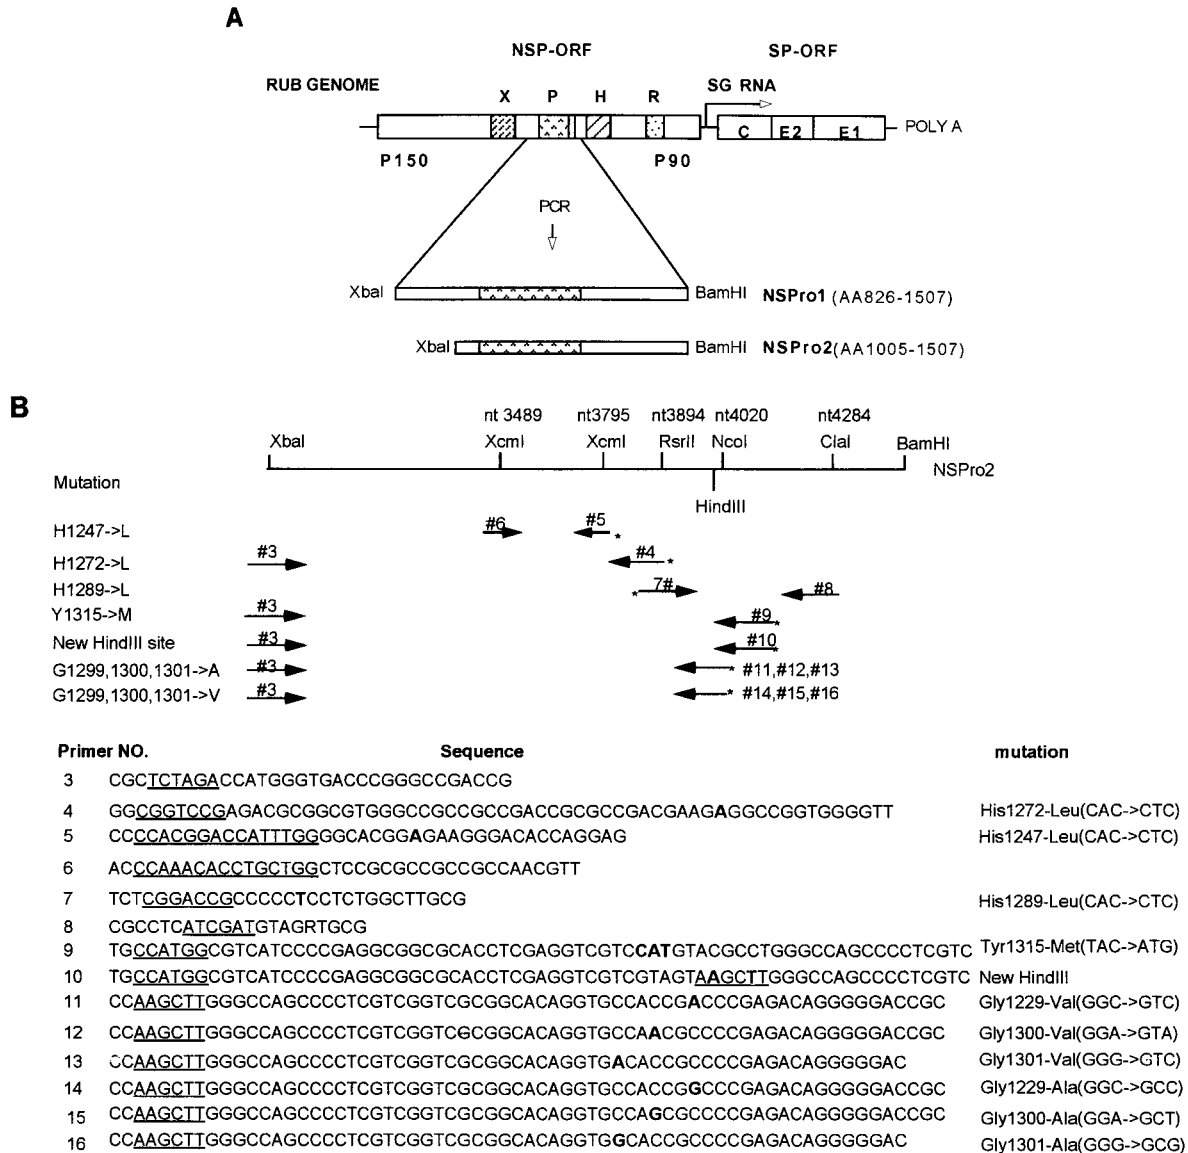 A
NSP-ORF SP-ORF
RUB GENOME X P H R SG RNA
C E2 E1 POLY A
P150 P90
PCR
XbaI BamHI NSPro1 (AA826-1507)
XbaI BamHI NSPro2(AA1005-1507)
B
nt 3489 nt3795 nt3894 nt4020 nt4284
XbaI XcmI XcmI RsrII NcoI ClaI BamHI
NSPro2
Mutation
HindIII
H1247->L #6 #5 *
H1272->L #3 #4 *
H1289->L * 7# #8
Y1315->M #3 #9 *
New HindIII site #3 #10 *
G1299,1300,1301->A #3 * #11,#12,#13
G1299,1300,1301->V #3 * #14,#15,#16
Primer NO. Sequence mutation
3 CGCTCTAGACCATGGGTGACCCGGGCCGACCG
4 GGCGGTCCGAGACGCGGCGTGGGCCGCCGCCGACCGCGCCGACGAAGAGGCCGGTGGGGTT His1272-Leu(CAC->CTC)
5 CCCCACGGACCATTTGGGGCACGGAGAAGGGACACCAGGAG His1247-Leu(CAC->CTC)
6 ACCCAAACACCTGCTGGCTCCGCGCCGCCGCCAACGTT
7 TCTCGGACCGCCCCCTCCTCTGGCTTGCG His1289-Leu(CAC->CTC)
8 CGCCTCATCGATGTAGRTGCG
9 TGCCATGGCGTCATCCCCGAGGCGGCGCACCTCGAGGTCGTCCATGTACGCCTGGGCCAGCCCCTCGTC Tyr1315-Met(TAC->ATG)
10 TGCCATGGCGTCATCCCCGAGGCGGCGCACCTCGAGGTCGTCGTAGTAAGCTTGGGCCAGCCCCTCGTC New HindIII
11 CCAAGCTTGGGCCAGCCCCTCGTCGGTCGCGGCACAGGTGCCACCGACCCGAGACAGGGGGACCGC Gly1229-Val(GGC->GTC)
12 CCAAGCTTGGGCCAGCCCCTCGTCGGTCGCGGCACAGGTGCCAACGCCCCGAGACAGGGGGACCGC Gly1300-Val(GGA->GTA)
13 CCAAGCTTGGGCCAGCCCCTCGTCGGTCGCGGCACAGGTGACACCGCCCCGAGACAGGGGGAC Gly1301-Val(GGG->GTC)
14 CCAAGCTTGGGCCAGCCCCTCGTCGGTCGCGGCACAGGTGCCACCGGCCCGAGACAGGGGGACCGC Gly1229-Ala(GGC->GCC)
15 CCAAGCTTGGGCCAGCCCCTCGTCGGTCGCGGCACAGGTGCCAGCGCCCCGAGACAGGGGGACCGC Gly1300-Ala(GGA->GCT)
16 CCAAGCTTGGGCCAGCCCCTCGTCGGTCGCGGCACAGGTGGCACCGCCCCGAGACAGGGGGAC Gly1301-Ala(GGG->GCG)